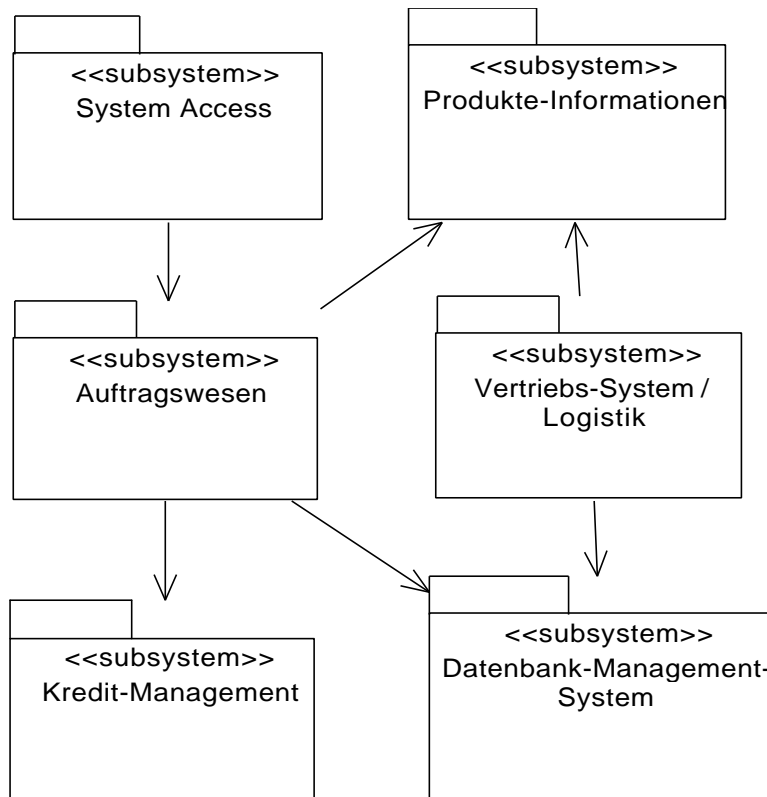 <<subsystem>>
System Access
<<subsystem>>
Produkte-Informationen
<<subsystem>>
Auftragswesen
<<subsystem>>
Vertriebs-System /
Logistik
<<subsystem>>
Kredit-Management
<<subsystem>>
Datenbank-Management-
System